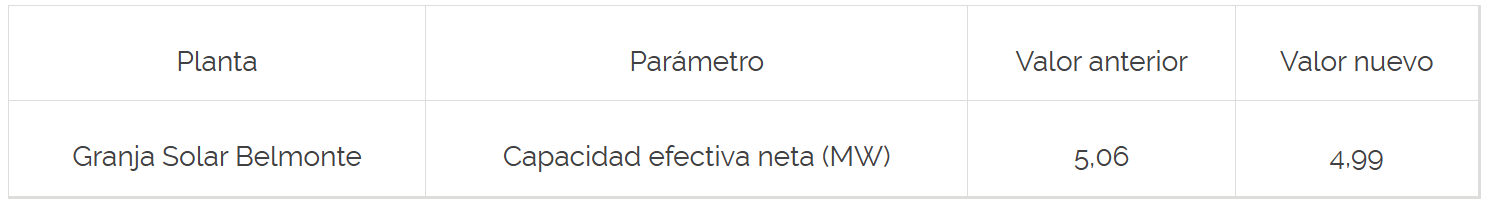 Planta Parámetro Valor anterior Valor nuevo
Granja Solar Belmonte Capacidad efectiva neta (MW) 5,06 4,99